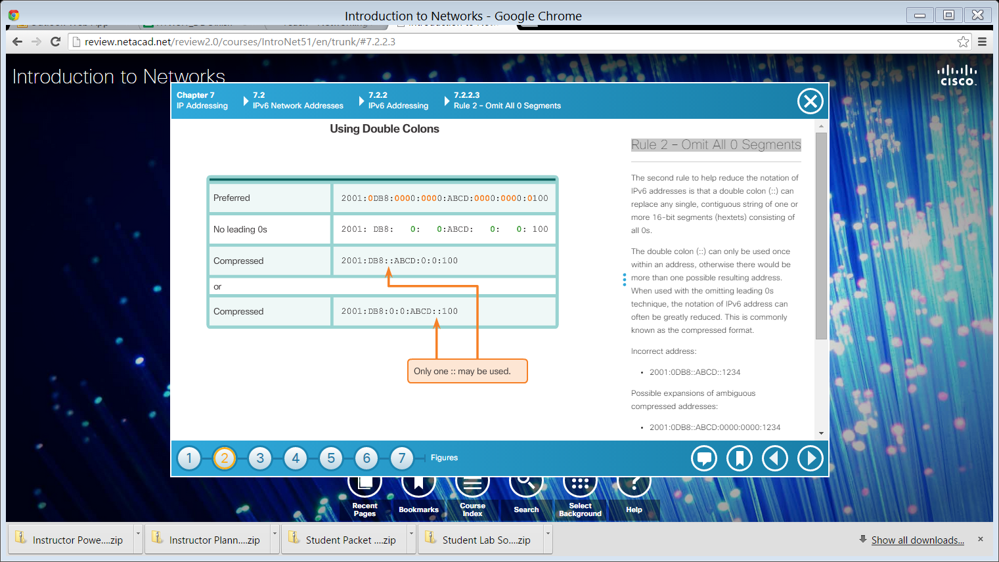 Introduction to Networks - Google Chrome
review.netacad.net/review2.0/courses/IntroNet51/en/trunk/#7.2.2.3
Introduction to Networks
CISCO
Chapter 7
IP Addressing
7.2
IPv6 Network Addresses
7.2.2
IPv6 Addressing
7.2.2.3
Rule 2 – Omit All 0 Segments
Using Double Colons
Preferred 2001:0DB8:0000:0000:ABCD:0000:0000:0100
No leading 0s 2001: DB8: 0: 0:ABCD: 0: 0: 100
Compressed 2001:DB8::ABCD:0:0:100
or
Compressed 2001:DB8:0:0:ABCD::100
Only one :: may be used.
Rule 2 – Omit All 0 Segments
The second rule to help reduce the notation of
IPv6 addresses is that a double colon (::) can
replace any single, contiguous string of one or
more 16-bit segments (hextets) consisting of
all 0s.
The double colon (::) can only be used once
within an address, otherwise there would be
more than one possible resulting address.
When used with the omitting leading 0s
technique, the notation of IPv6 address can
often be greatly reduced. This is commonly
known as the compressed format.
Incorrect address:
• 2001:0DB8::ABCD::1234
Possible expansions of ambiguous
compressed addresses:
• 2001:0DB8::ABCD:0000:0000:1234
1 2 3 4 5 6 7 Figures
Recent
Pages
Bookmarks
Course
Index
Search
Select
Background
Help
Instructor Powe....zip
Instructor Plann....zip
Student Packet ....zip
Student Lab So....zip
Show all downloads...